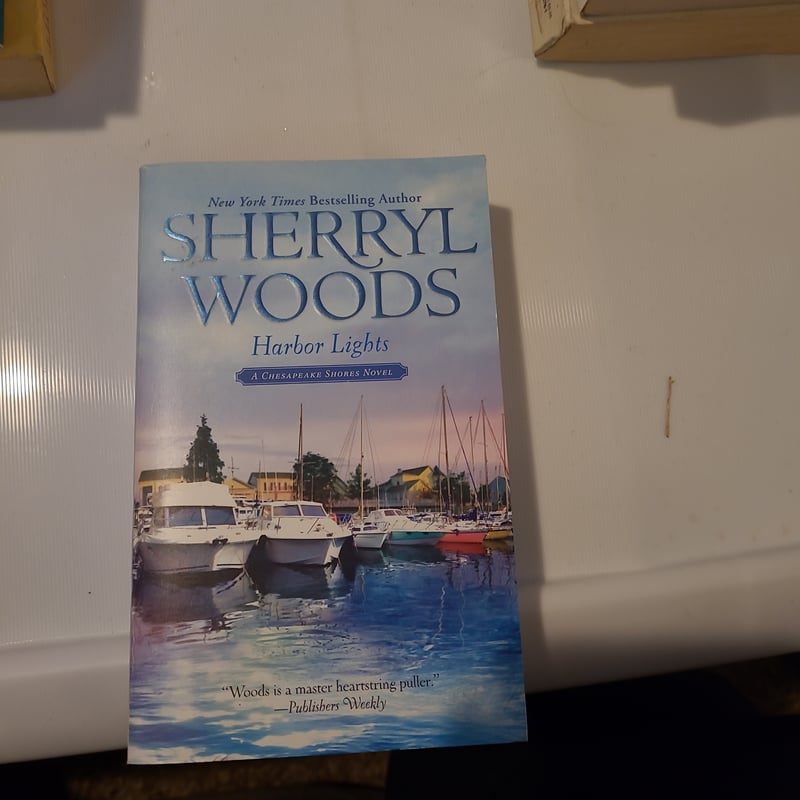 New York Times Bestselling Author
SHERRYL
WOODS
Harbor Lights
A CHESAPEAKE SHORES NOVEL
“Woods is a master heartstring puller.”
—Publishers Weekly